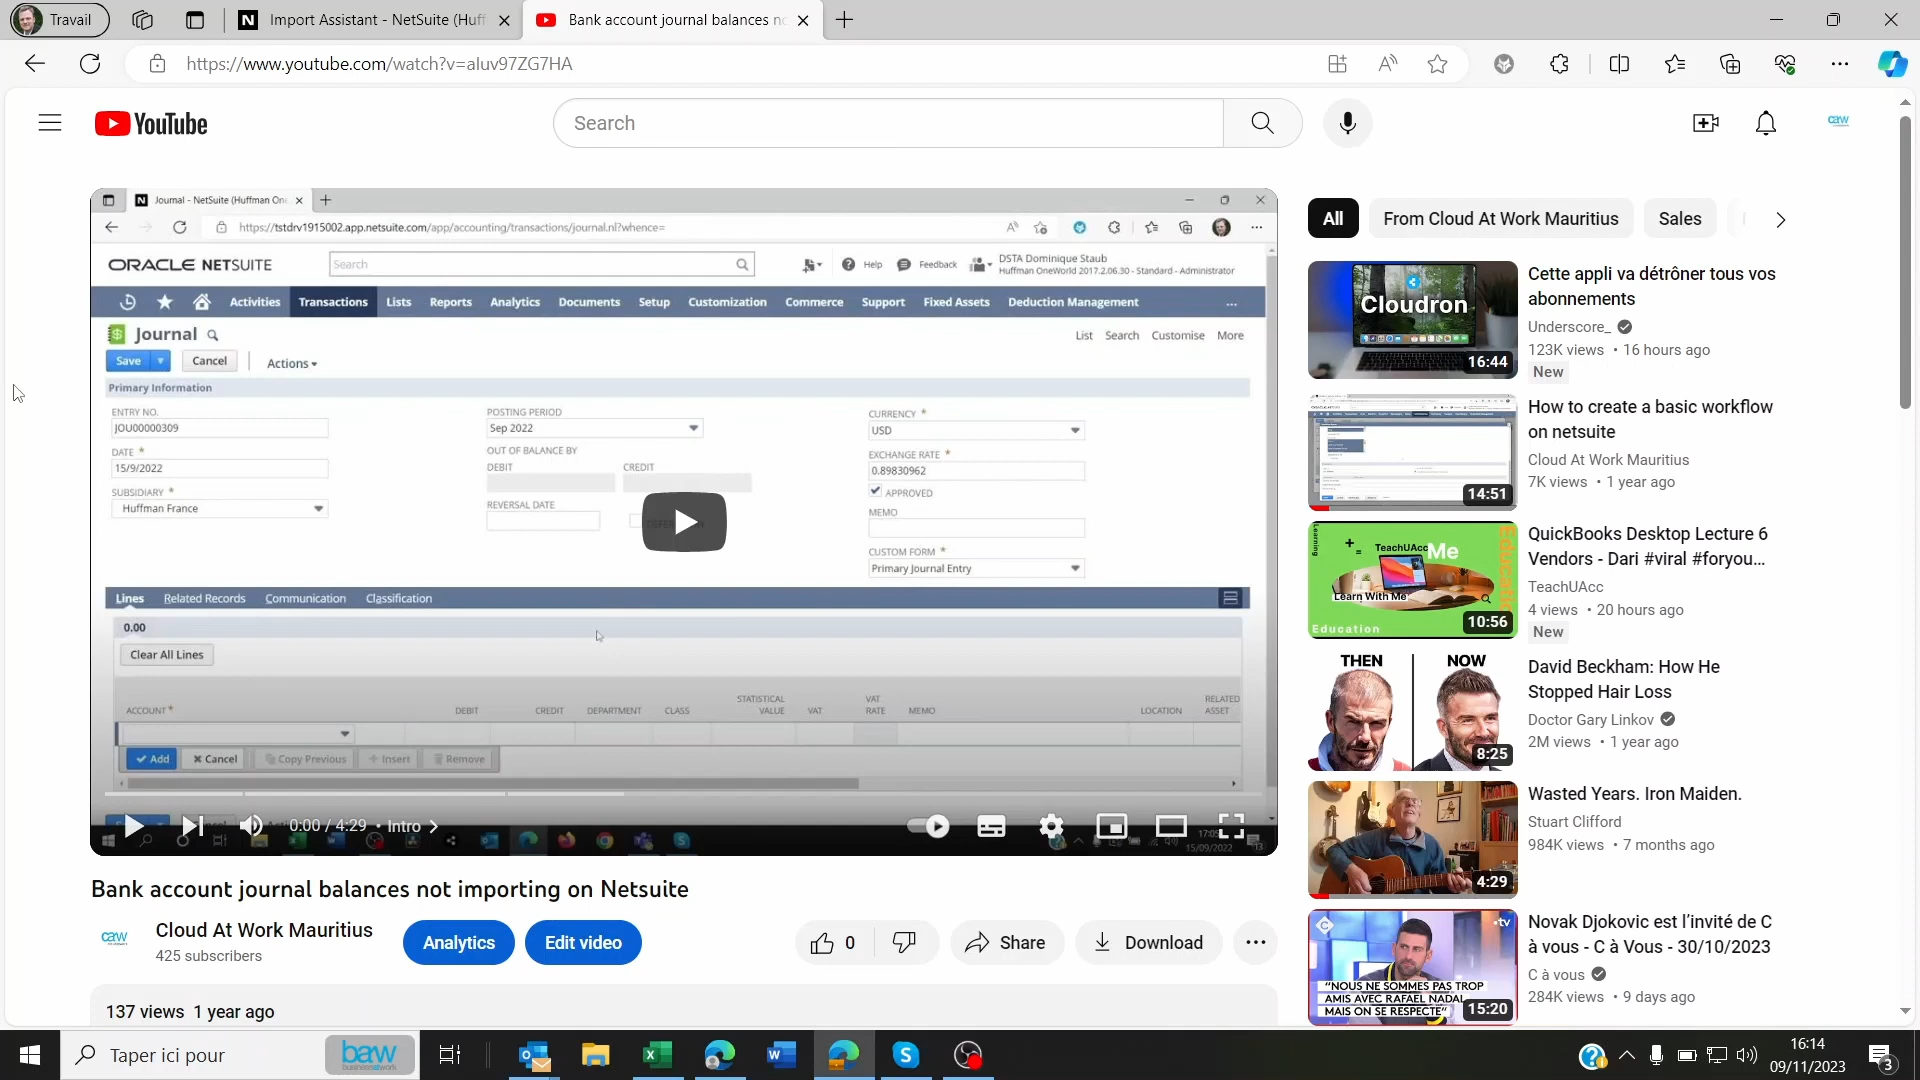 Travail
Import Assistant - NetSuite (Huff
Bank account journal balances n
https://www.youtube.com/watch?v=aIuv97ZG7HA
YouTube
Search
caw
Journal - NetSuite (Huffman On
https://tstdrv1915002.app.netsuite.com/app/accounting/transactions/journal.nl?whence=
ORACLE NETSUITE
Search
Help
Feedback
DSTA Dominique Staub
Huffman OneWorld 2017.2.06.30 - Standard - Administrator
Activities Transactions Lists Reports Analytics Documents Setup Customization Commerce Support Fixed Assets Deduction Management ...
Journal
List Search Customise More
Save Cancel Actions
Primary Information
ENTRY NO.
JOU00000309
DATE *
15/9/2022
SUBSIDIARY *
Huffman France
POSTING PERIOD
Sep 2022
OUT OF BALANCE BY
DEBIT CREDIT
REVERSAL DATE
CURRENCY *
USD
EXCHANGE RATE *
0.89830962
APPROVED
MEMO
CUSTOM FORM *
Primary Journal Entry
Lines Related Records Communication Classification
0.00
Clear All Lines
ACCOUNT * DEBIT CREDIT DEPARTMENT CLASS STATISTICAL VALUE VAT VAT RATE MEMO LOCATION RELATED ASSET
Add Cancel Copy Previous + Insert Remove
0:00 / 4:29 • Intro
15/09/2022
Bank account journal balances not importing on Netsuite
caw
Cloud At Work Mauritius
425 subscribers
Analytics
Edit video
0
Share
Download
137 views 1 year ago
All
From Cloud At Work Mauritius
Sales
Cloudron
16:44
Cette appli va détrôner tous vos
abonnements
Underscore_
123K views • 16 hours ago
New
14:51
How to create a basic workflow
on netsuite
Cloud At Work Mauritius
7K views • 1 year ago
Learning
TeachUAcc
Me
Learn With Me
Education
Education
10:56
QuickBooks Desktop Lecture 6
Vendors - Dari #viral #foryou...
TeachUAcc
4 views • 20 hours ago
New
THEN NOW
8:25
David Beckham: How He
Stopped Hair Loss
Doctor Gary Linkov
2M views • 1 year ago
4:29
Wasted Years. Iron Maiden.
Stuart Clifford
984K views • 7 months ago
C
•tv
"NOUS NE SOMMES PAS TROP
AMIS AVEC RAFAEL NADAL
MAIS ON SE RESPECTE"
15:20
Novak Djokovic est l'invité de C
à vous - C à Vous - 30/10/2023
C à vous
284K views • 9 days ago
Taper ici pour
baw
businessatwork
16:14
09/11/2023
3